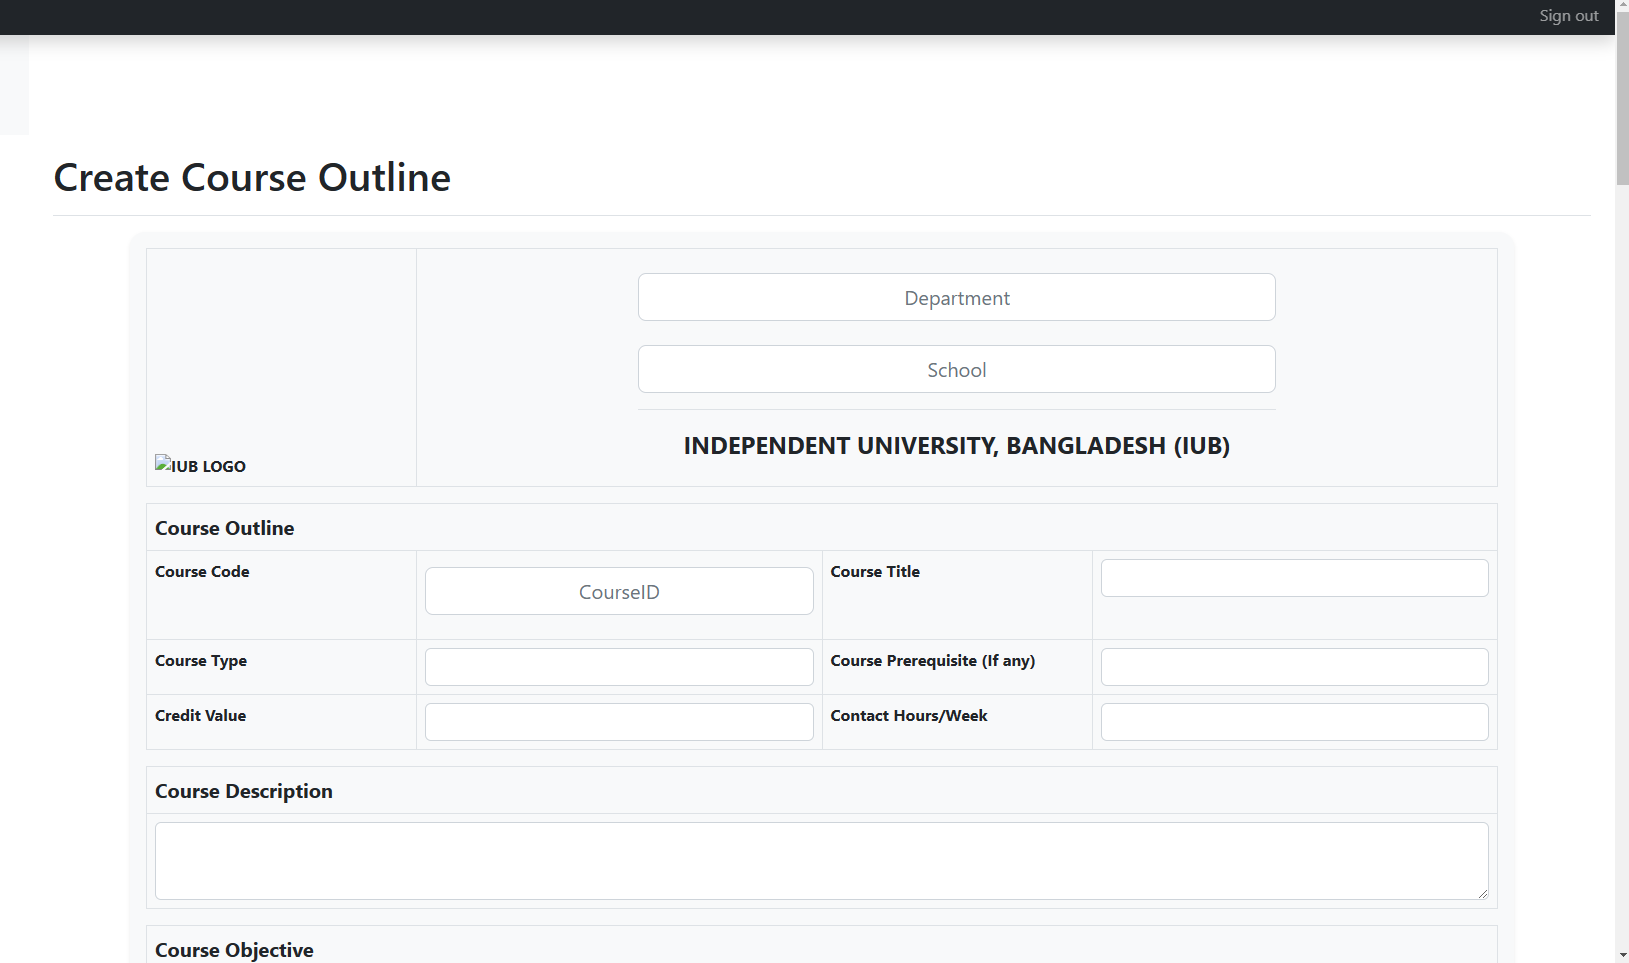 Sign out
Create Course Outline
Department
School
INDEPENDENT UNIVERSITY, BANGLADESH (IUB)
IUB LOGO
Course Outline
Course Code
CourseID
Course Title
Course Type
Course Prerequisite (If any)
Credit Value
Contact Hours/Week
Course Description
Course Objective